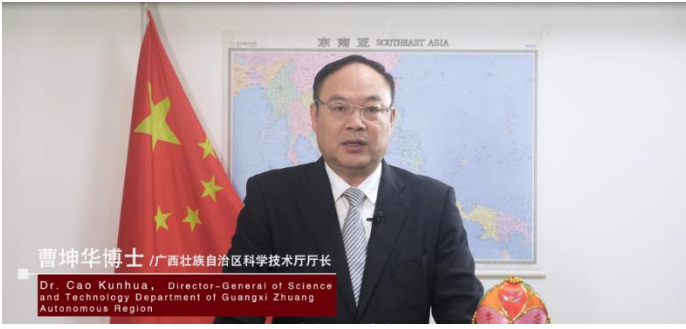 东南亚 SOUTHEAST ASIA
曹坤华博士 /广西壮族自治区科学技术厅厅长
Dr. Cao Kunhua, Director-General of Science
and Technology Department of Guangxi Zhuang
Autonomous Region